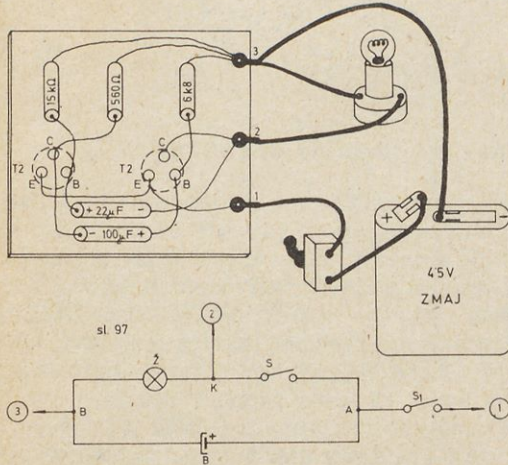 3
15 kΩ
560 Ω
6k8
2
C
C
T2
T2
E
B
E
B
1
+ 22µF -
- 100µF +
+
-
4'5V
ZMAJ
sl. 97
2
Ž
S
K
3
B
A
S1
1
+
B